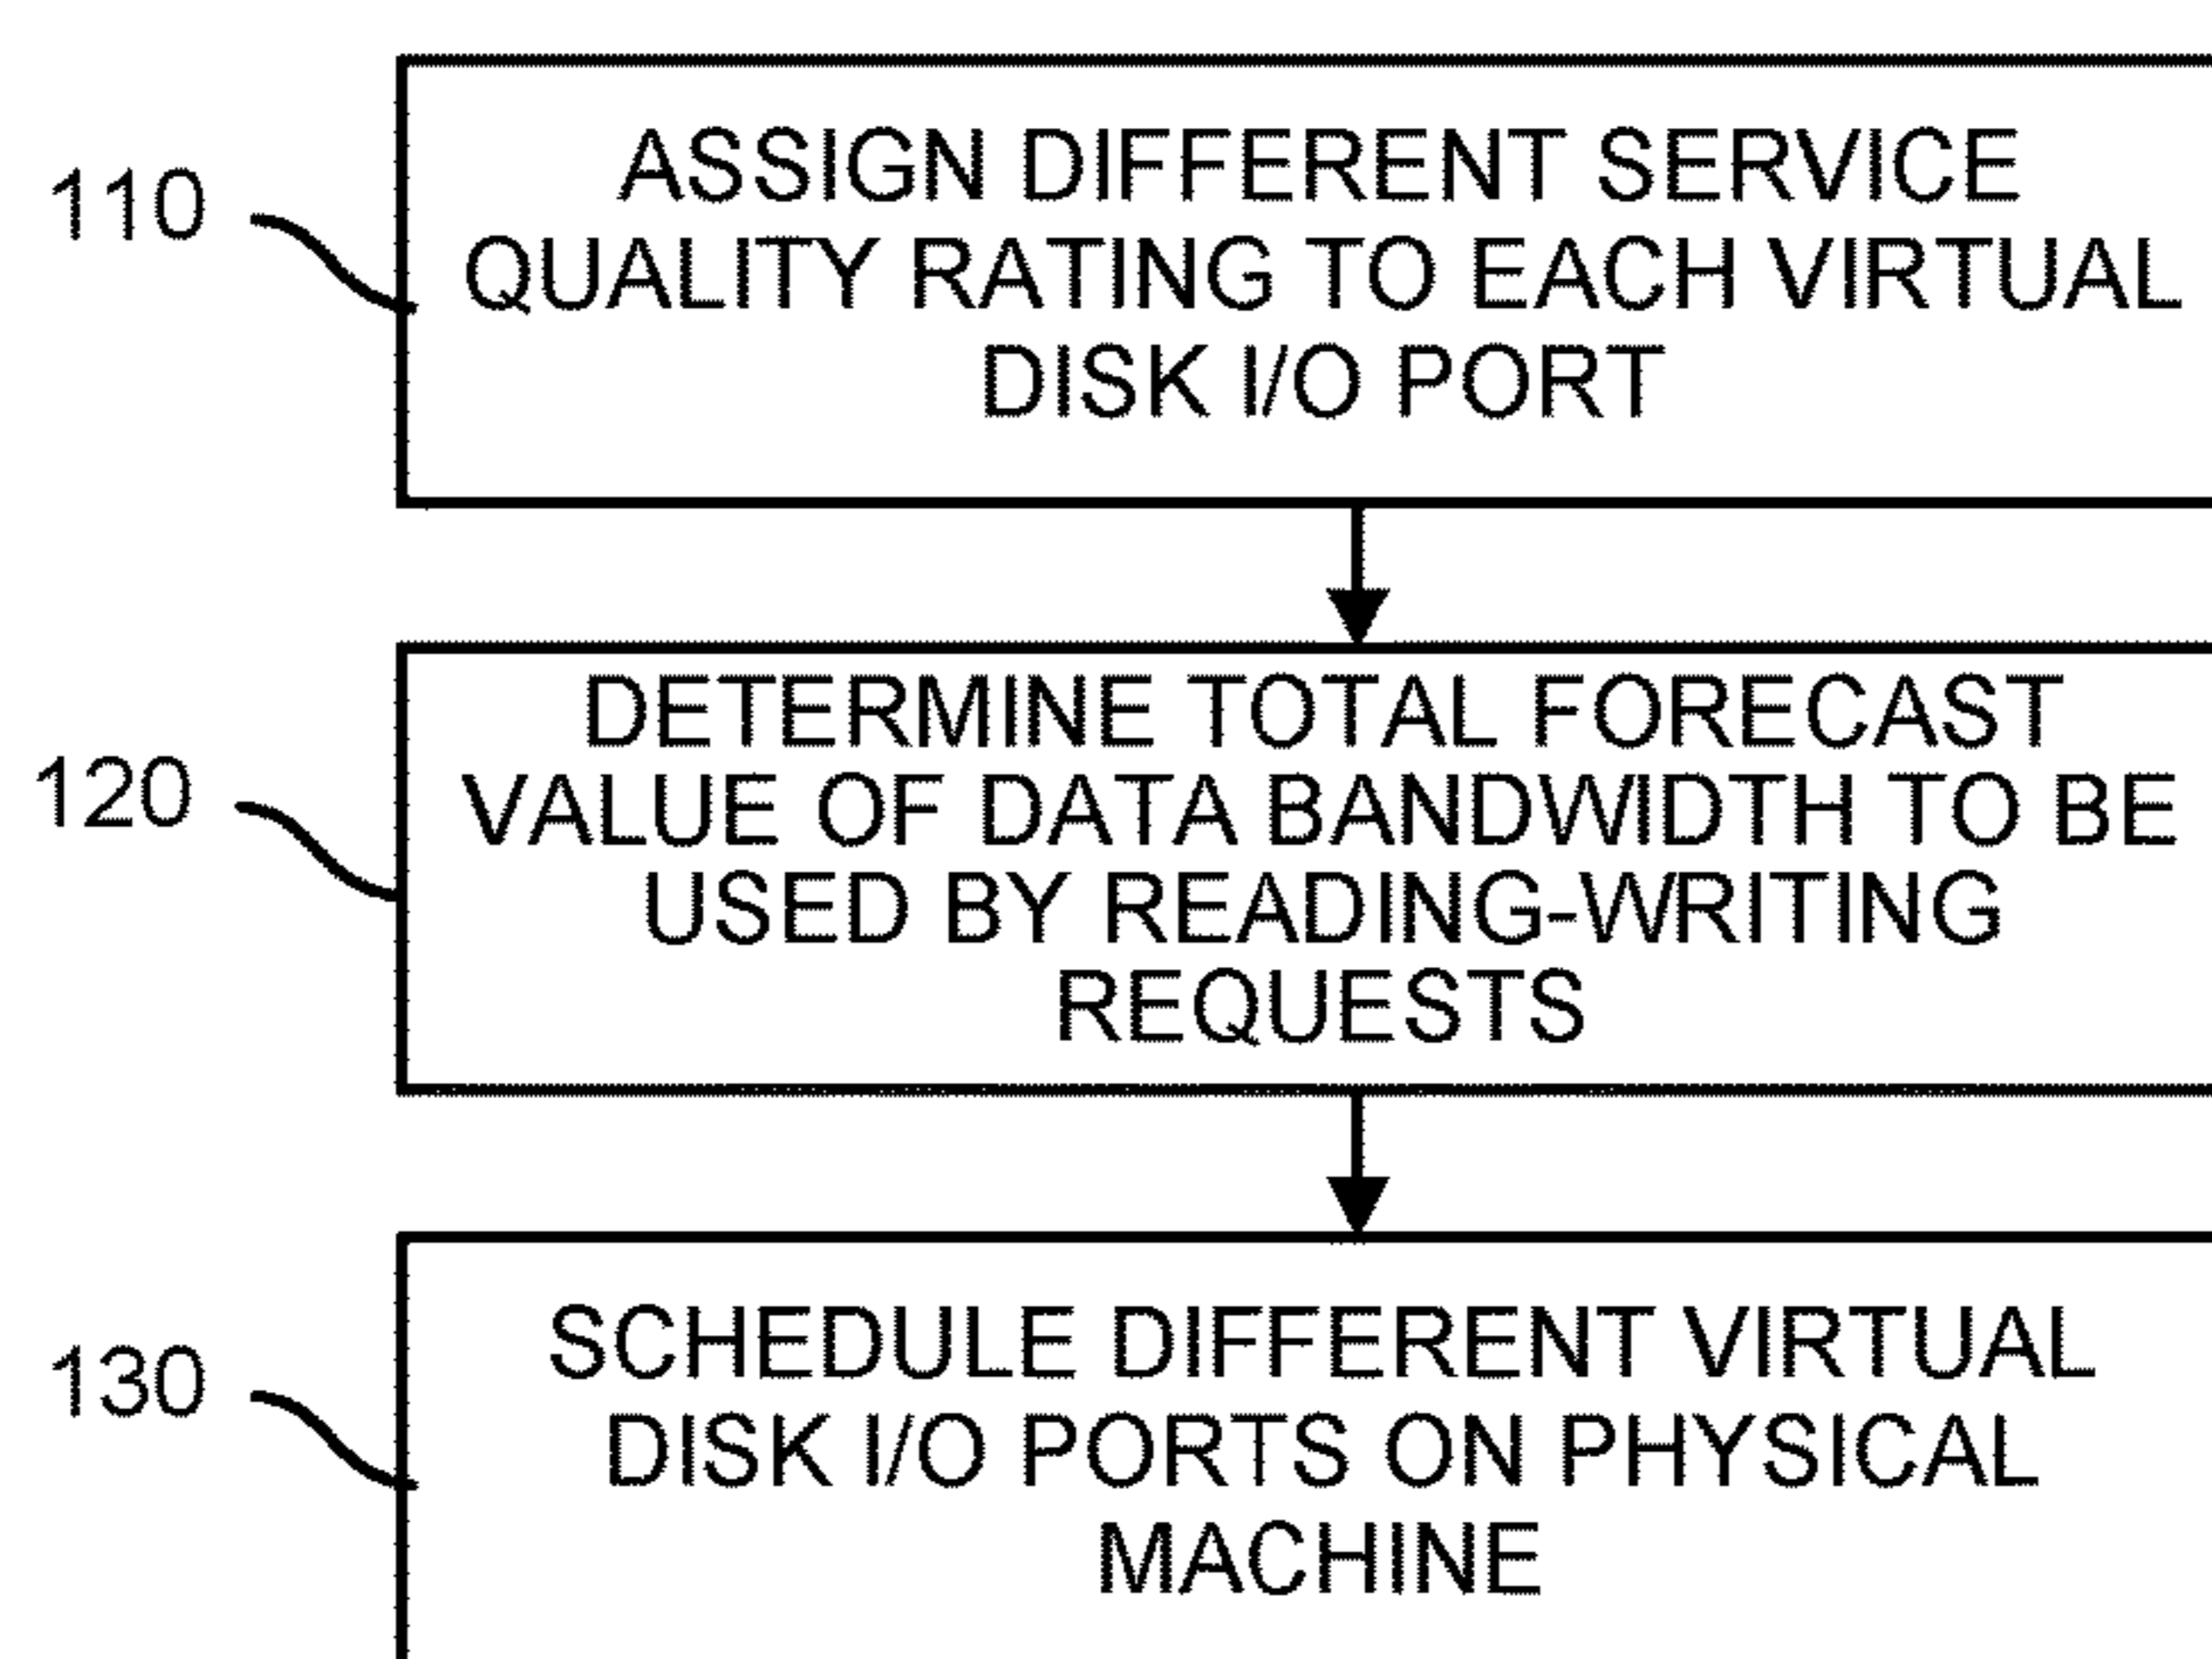 110
ASSIGN DIFFERENT SERVICE
QUALITY RATING TO EACH VIRTUAL
DISK I/O PORT
120
DETERMINE TOTAL FORECAST
VALUE OF DATA BANDWIDTH TO BE
USED BY READING-WRITING
REQUESTS
130
SCHEDULE DIFFERENT VIRTUAL
DISK I/O PORTS ON PHYSICAL
MACHINE